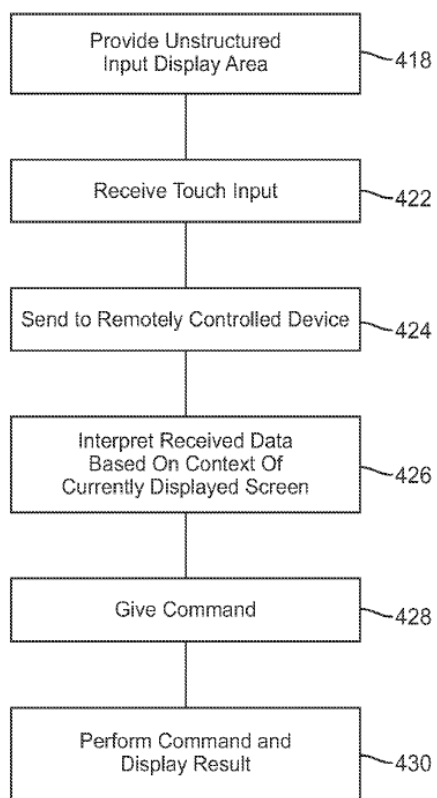 Provide Unstructured
Input Display Area
418
Receive Touch Input
422
Send to Remotely Controlled Device
424
Interpret Received Data
Based On Context Of
Currently Displayed Screen
426
Give Command
428
Perform Command and
Display Result
430